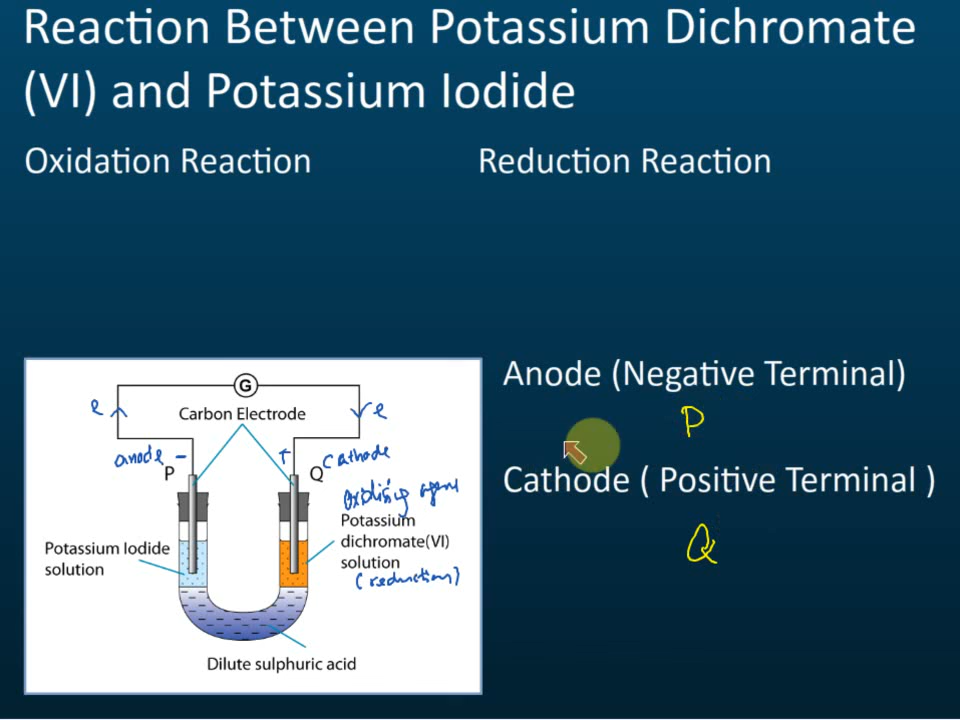 Reaction Between Potassium Dichromate
(VI) and Potassium Iodide
Oxidation Reaction
Reduction Reaction
G
e
e
Carbon Electrode
anode -
+ cathode
P
Q
oxidising agent
Potassium
dichromate(VI)
solution
(reduction)
Potassium Iodide
solution
Dilute sulphuric acid
Anode (Negative Terminal)
P
Cathode ( Positive Terminal )
Q